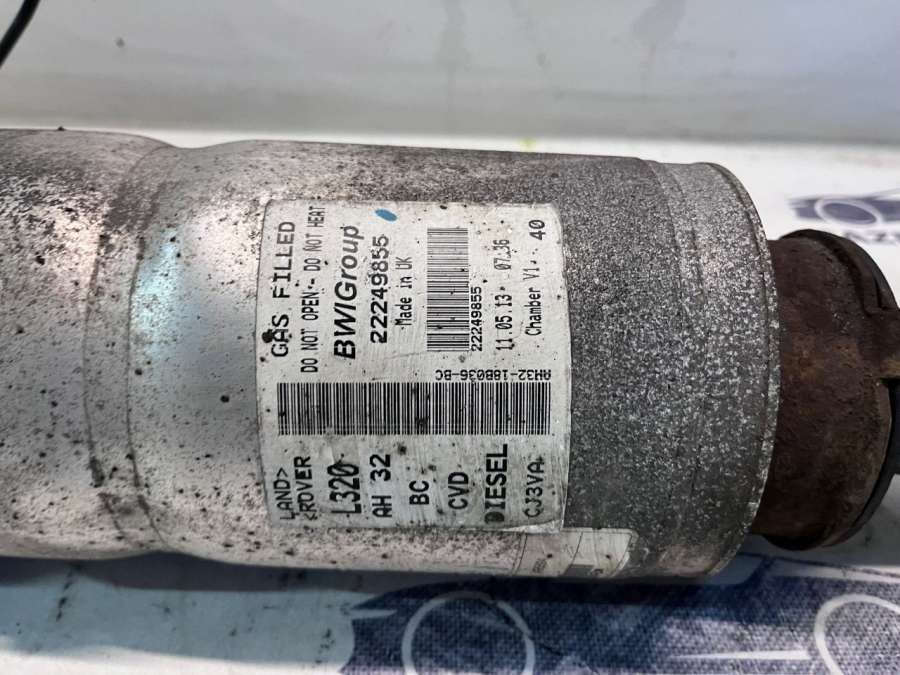 GAS FILLED
DO NOT OPEN - DO NOT HEAT
BWIGroup
22249855
Made in UK
22249855
11.05.13 07:36
Chamber V1 40
AH32-18B036-BC
LAND>
<ROVER
L320
AH 32
BC
CVD
DIESEL
CJ3VA